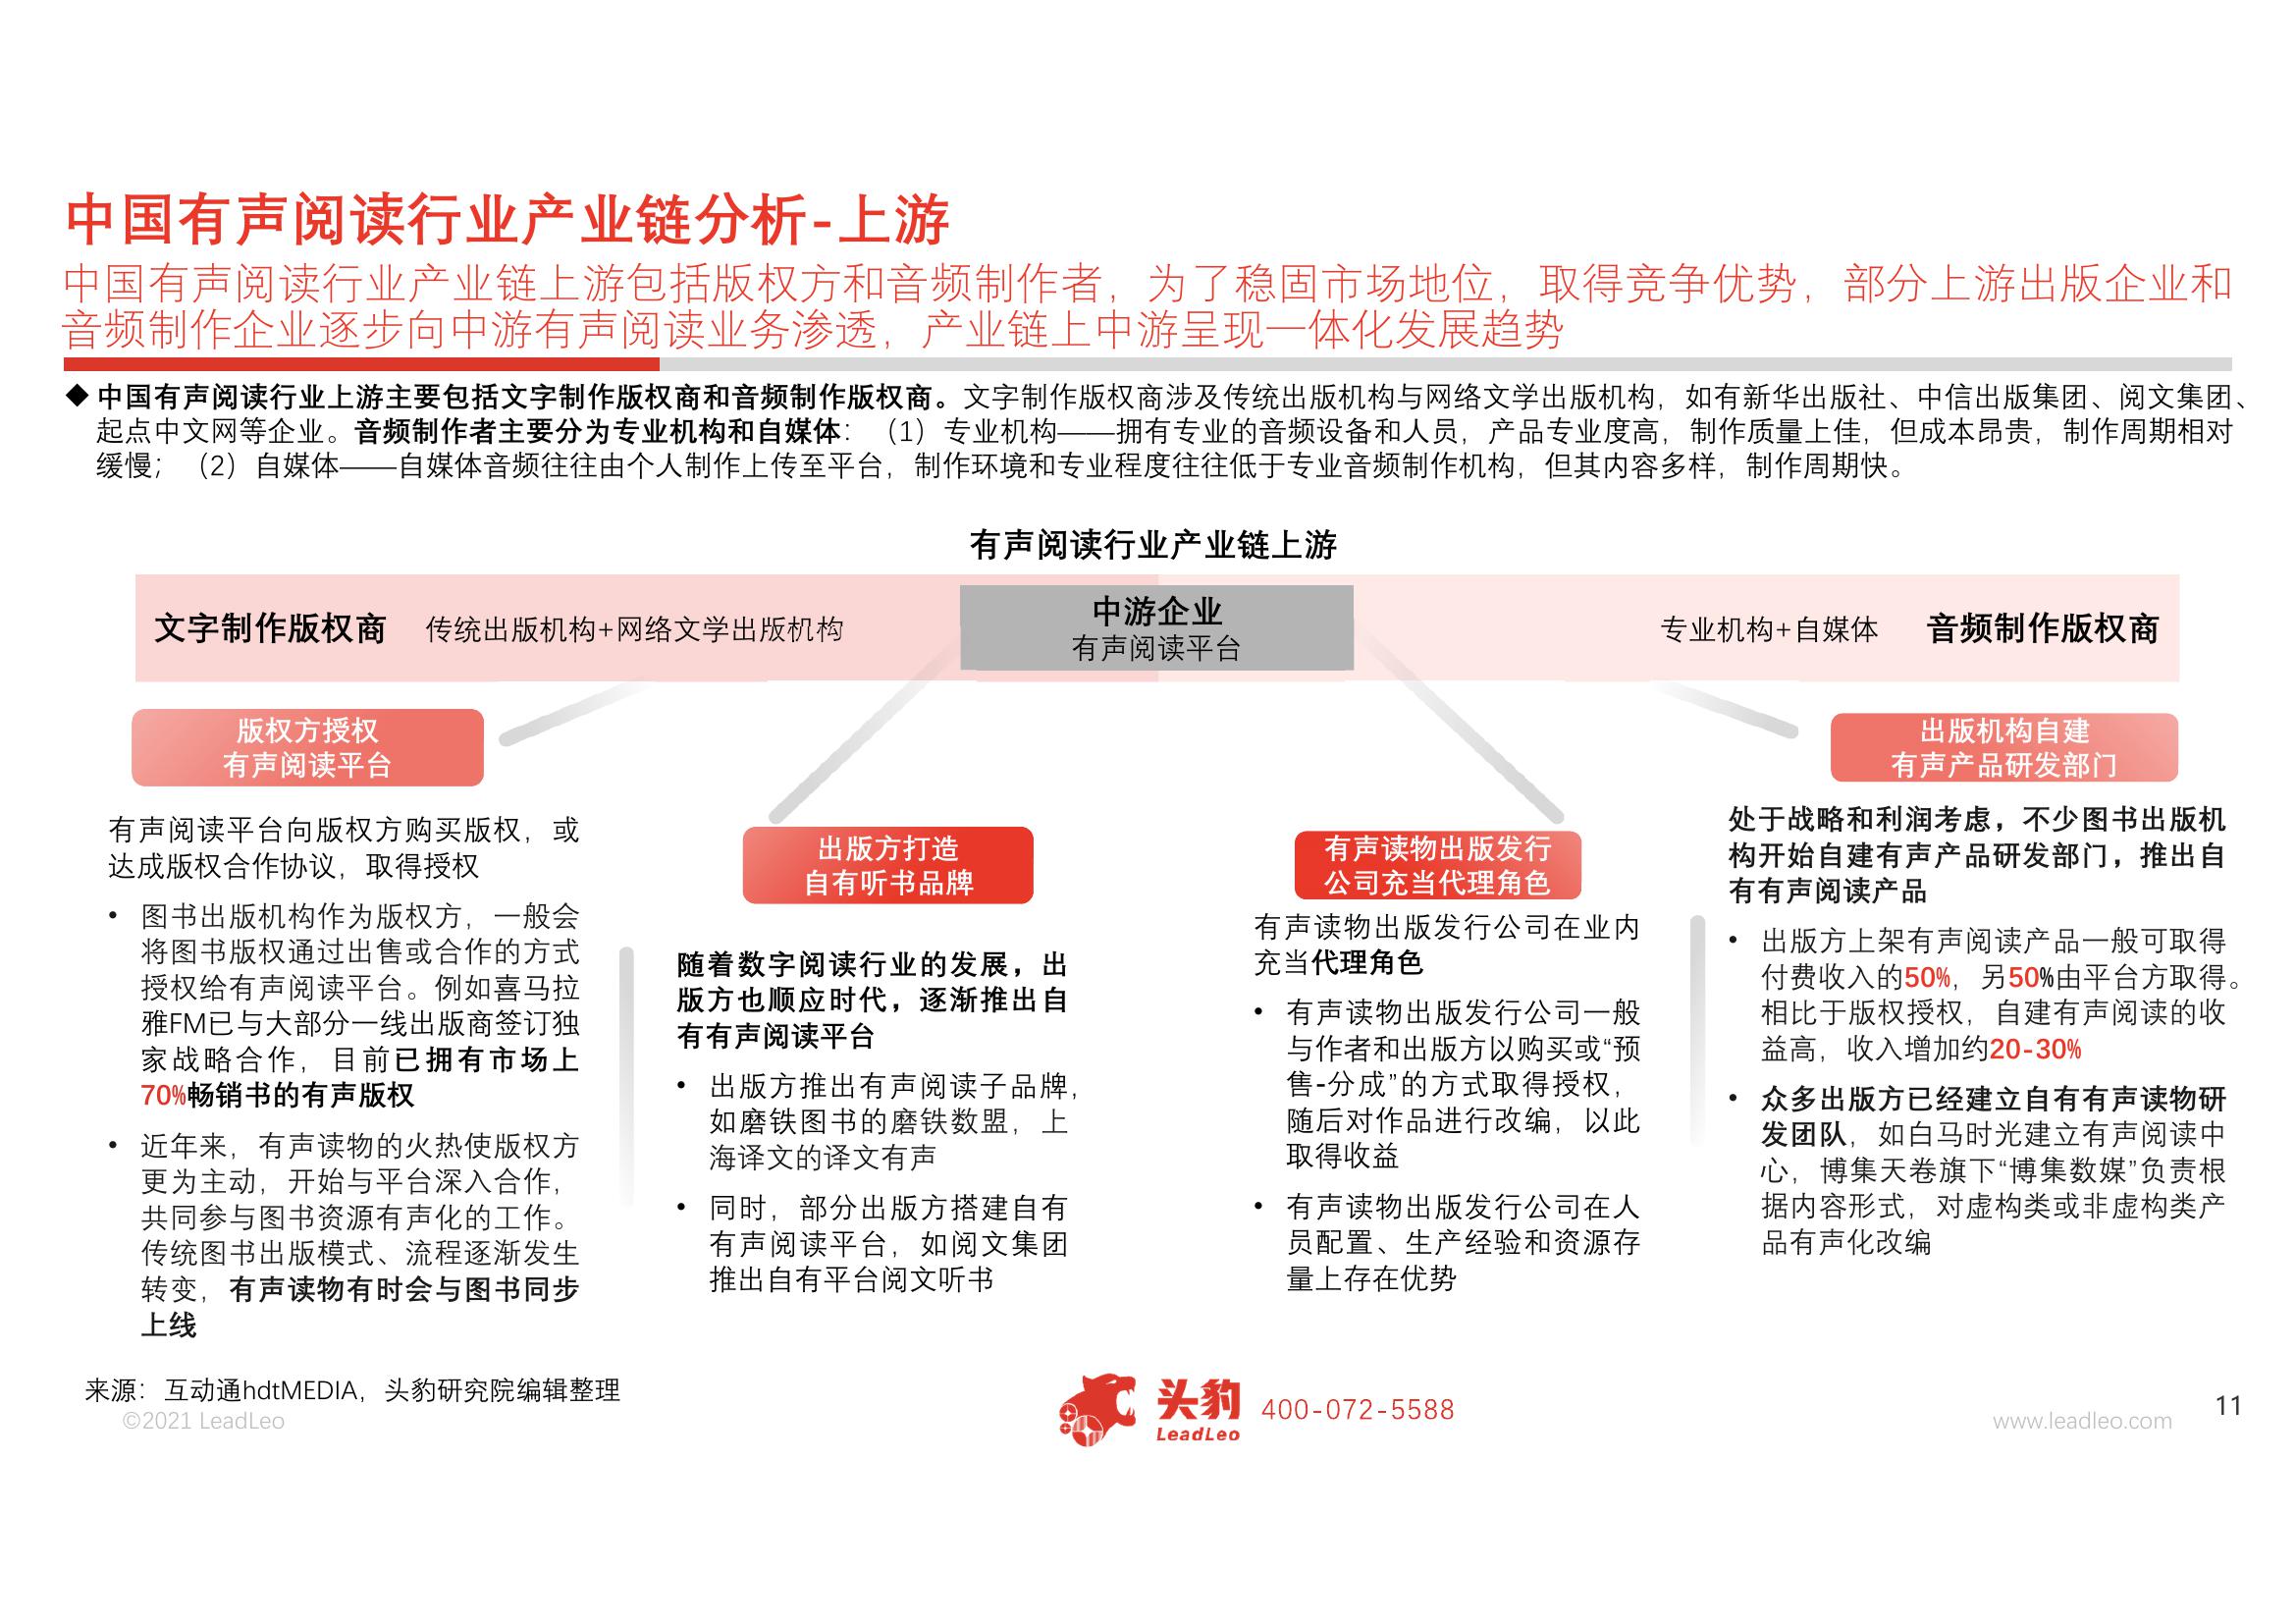 中国有声阅读行业产业链分析-上游
中国有声阅读行业产业链上游包括版权方和音频制作者，为了稳固市场地位，取得竞争优势，部分上游出版企业和
音频制作企业逐步向中游有声阅读业务渗透，产业链上中游呈现一体化发展趋势
◆ 中国有声阅读行业上游主要包括文字制作版权商和音频制作版权商。文字制作版权商涉及传统出版机构与网络文学出版机构，如有新华出版社、中信出版集团、阅文集团、
起点中文网等企业。音频制作者主要分为专业机构和自媒体：（1）专业机构——拥有专业的音频设备和人员，产品专业度高，制作质量上佳，但成本昂贵，制作周期相对
缓慢；（2）自媒体——自媒体音频往往由个人制作上传至平台，制作环境和专业程度往往低于专业音频制作机构，但其内容多样，制作周期快。
有声阅读行业产业链上游
文字制作版权商 传统出版机构+网络文学出版机构
中游企业
有声阅读平台
专业机构+自媒体 音频制作版权商
版权方授权
有声阅读平台
有声阅读平台向版权方购买版权，或
达成版权合作协议，取得授权
• 图书出版机构作为版权方，一般会
将图书版权通过出售或合作的方式
授权给有声阅读平台。例如喜马拉
雅FM已与大部分一线出版商签订独
家战略合作，目前已拥有市场上
70%畅销书的有声版权
• 近年来，有声读物的火热使版权方
更为主动，开始与平台深入合作，
共同参与图书资源有声化的工作。
传统图书出版模式、流程逐渐发生
转变，有声读物有时会与图书同步
上线
出版方打造
自有听书品牌
随着数字阅读行业的发展，出
版方也顺应时代，逐渐推出自
有有声阅读平台
• 出版方推出有声阅读子品牌，
如磨铁图书的磨铁数盟，上
海译文的译文有声
• 同时，部分出版方搭建自有
有声阅读平台，如阅文集团
推出自有平台阅文听书
有声读物出版发行
公司充当代理角色
有声读物出版发行公司在业内
充当代理角色
• 有声读物出版发行公司一般
与作者和出版方以购买或“预
售-分成”的方式取得授权，
随后对作品进行改编，以此
取得收益
• 有声读物出版发行公司在人
员配置、生产经验和资源存
量上存在优势
出版机构自建
有声产品研发部门
处于战略和利润考虑，不少图书出版机
构开始自建有声产品研发部门，推出自
有有声阅读产品
• 出版方上架有声阅读产品一般可取得
付费收入的50%，另50%由平台方取得。
相比于版权授权，自建有声阅读的收
益高，收入增加约20-30%
• 众多出版方已经建立自有有声读物研
发团队，如白马时光建立有声阅读中
心，博集天卷旗下“博集数媒”负责根
据内容形式，对虚构类或非虚构类产
品有声化改编
来源：互动通hdtMEDIA，头豹研究院编辑整理
©2021 LeadLeo
头豹
LeadLeo
400-072-5588
www.leadleo.com
11